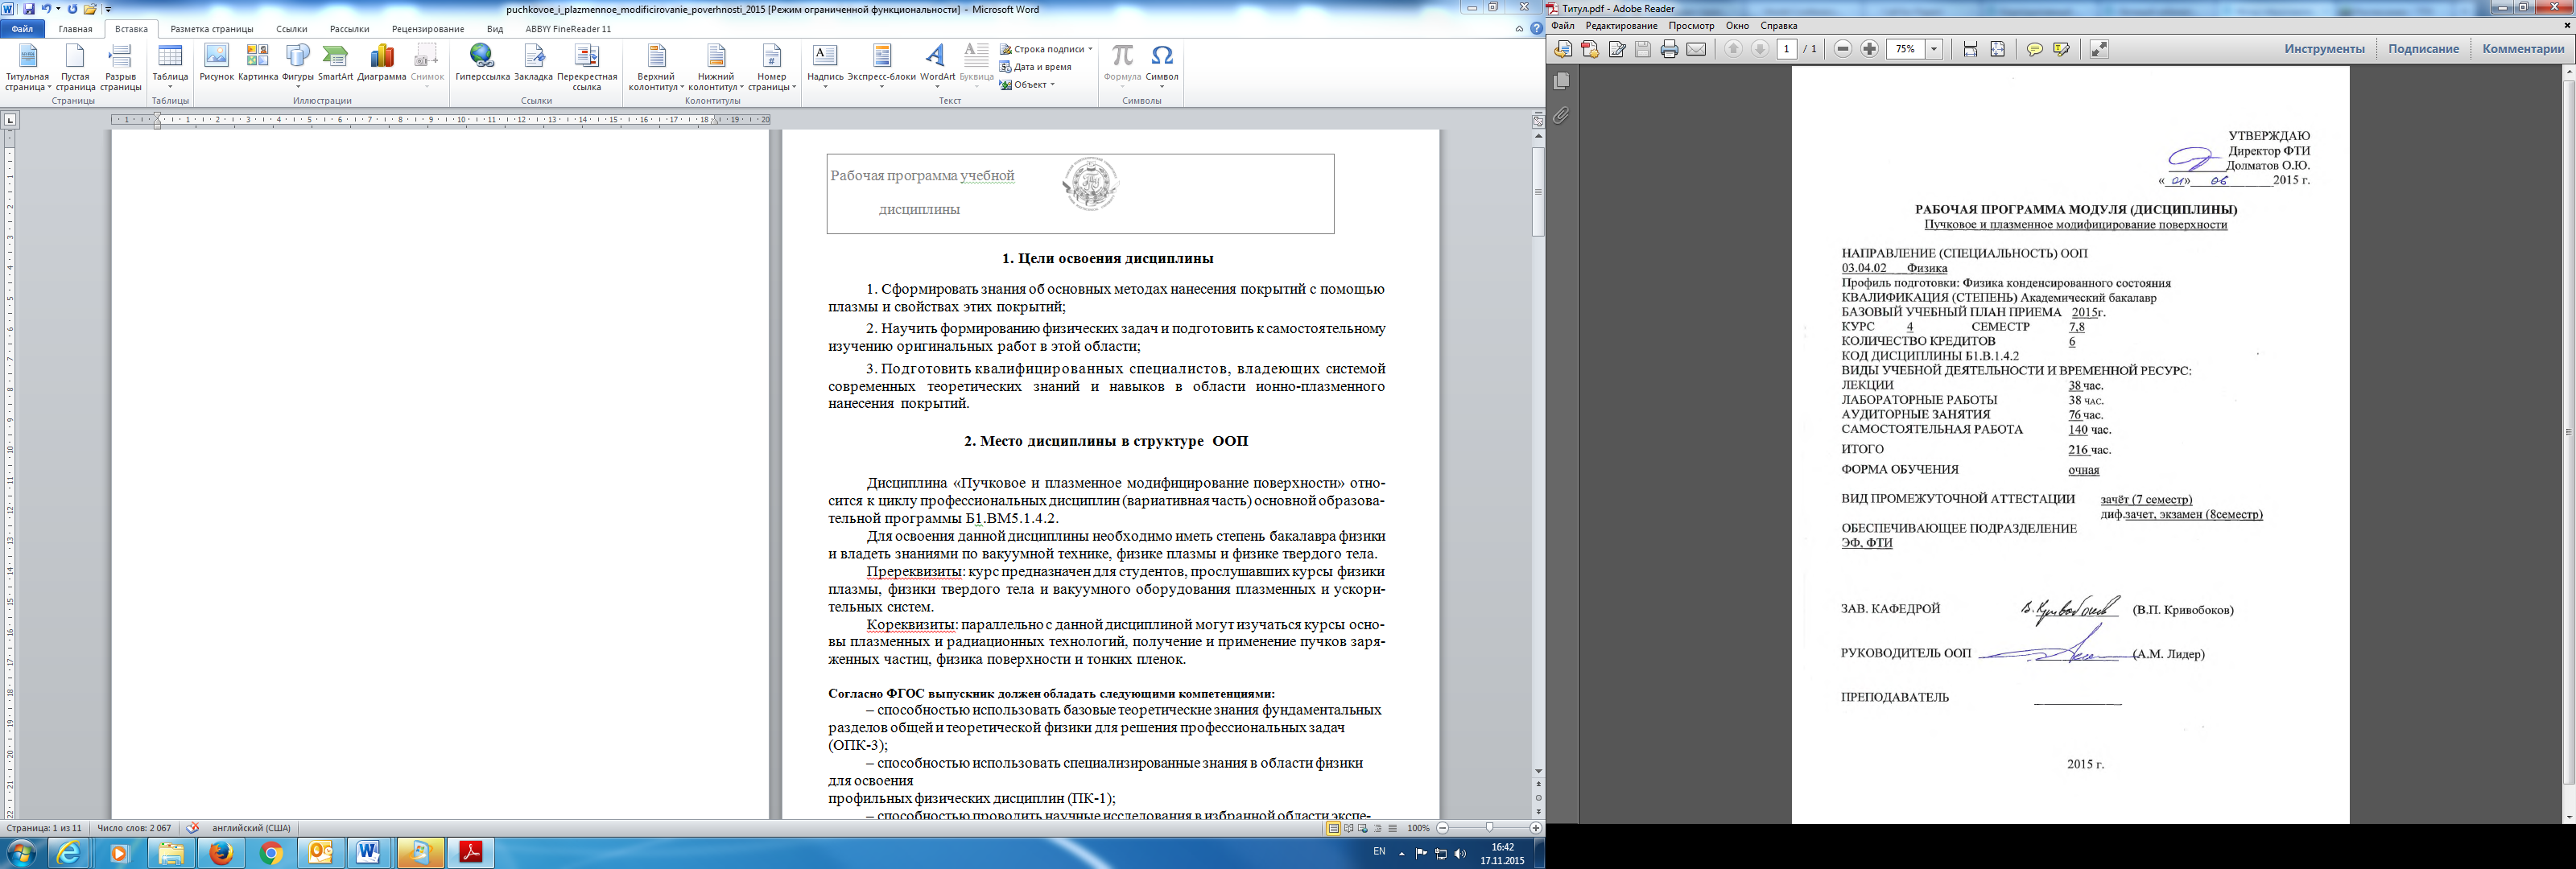 puchkovoe_i_plazmennoe_modificirovanie_poverhnosti_2015 [Режим ограниченной функциональности] - Microsoft Word
Файл Главная Вставка Разметка страницы Ссылки Рассылки Рецензирование Вид ABBYY FineReader 11
Титульная страница Пустая страница Разрыв страницы Таблица Рисунок Картинка Фигуры SmartArt Диаграмма Снимок Гиперссылка Закладка Перекрестная ссылка Верхний колонтитул Нижний колонтитул Номер страницы Надпись Экспресс-блоки WordArt Буквица Строка подписи Дата и время Объект Формула Символ
Страницы Таблицы Иллюстрации Ссылки Колонтитулы Текст Символы
Рабочая программа учебной
дисциплины
1. Цели освоения дисциплины
1. Сформировать знания об основных методах нанесения покрытий с помощью
плазмы и свойствах этих покрытий;
2. Научить формированию физических задач и подготовить к самостоятельному
изучению оригинальных работ в этой области;
3. Подготовить квалифицированных специалистов, владеющих системой
современных теоретических знаний и навыков в области ионно-плазменного
нанесения покрытий.
2. Место дисциплины в структуре ООП
Дисциплина «Пучковое и плазменное модифицирование поверхности» отно-
сится к циклу профессиональных дисциплин (вариативная часть) основной образова-
тельной программы Б1.ВМ5.1.4.2.
Для освоения данной дисциплины необходимо иметь степень бакалавра физики
и владеть знаниями по вакуумной технике, физике плазмы и физике твердого тела.
Пререквизиты: курс предназначен для студентов, прослушавших курсы физики
плазмы, физики твердого тела и вакуумного оборудования плазменных и ускори-
тельных систем.
Кореквизиты: параллельно с данной дисциплиной могут изучаться курсы осно-
вы плазменных и радиационных технологий, получение и применение пучков заря-
женных частиц, физика поверхности и тонких пленок.
Согласно ФГОС выпускник должен обладать следующими компетенциями:
– способностью использовать базовые теоретические знания фундаментальных
разделов общей и теоретической физики для решения профессиональных задач
(ОПК-3);
– способностью использовать специализированные знания в области физики
для освоения
профильных физических дисциплин (ПК-1);
– способностью проводить научные исследования в избранной области экспе-
Страница: 1 из 11 Число слов: 2 067 английский (США) 100%
EN 16:42
17.11.2015
Титул.pdf - Adobe Reader
Файл Редактирование Просмотр Окно Справка
1 / 1 75% Инструменты Подписание Комментарии
УТВЕРЖДАЮ
Директор ФТИ
Долматов О.Ю.
«01» 06 2015 г.
РАБОЧАЯ ПРОГРАММА МОДУЛЯ (ДИСЦИПЛИНЫ)
Пучковое и плазменное модифицирование поверхности
НАПРАВЛЕНИЕ (СПЕЦИАЛЬНОСТЬ) ООП
03.04.02 Физика
Профиль подготовки: Физика конденсированного состояния
КВАЛИФИКАЦИЯ (СТЕПЕНЬ) Академический бакалавр
БАЗОВЫЙ УЧЕБНЫЙ ПЛАН ПРИЕМА 2015г.
КУРС 4 СЕМЕСТР 7,8
КОЛИЧЕСТВО КРЕДИТОВ 6
КОД ДИСЦИПЛИНЫ Б1.В.1.4.2
ВИДЫ УЧЕБНОЙ ДЕЯТЕЛЬНОСТИ И ВРЕМЕННОЙ РЕСУРС:
ЛЕКЦИИ 38 час.
ЛАБОРАТОРНЫЕ РАБОТЫ 38 час.
АУДИТОРНЫЕ ЗАНЯТИЯ 76 час.
САМОСТОЯТЕЛЬНАЯ РАБОТА 140 час.
ИТОГО 216 час.
ФОРМА ОБУЧЕНИЯ очная
ВИД ПРОМЕЖУТОЧНОЙ АТТЕСТАЦИИ зачёт (7 семестр)
диф.зачет, экзамен (8семестр)
ОБЕСПЕЧИВАЮЩЕЕ ПОДРАЗДЕЛЕНИЕ
ЭФ, ФТИ
ЗАВ. КАФЕДРОЙ В. Кривобоков (В.П. Кривобоков)
РУКОВОДИТЕЛЬ ООП (А.М. Лидер)
ПРЕПОДАВАТЕЛЬ
2015 г.